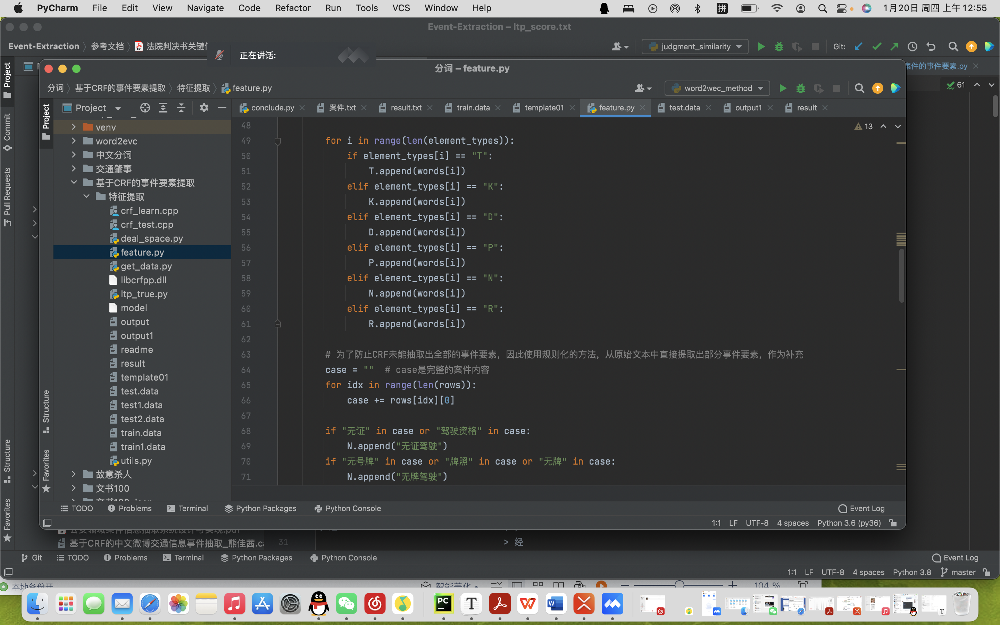 PyCharm File Edit View Navigate Code Refactor Run Tools VCS Window Help 拼 1月20日 周四 上午 12:55
Event-Extraction – ltp_score.txt
Event-Extraction 参考文档 法院判决书关键 judgment_similarity Git:
正在讲话:
案件的事件要素.py
61
分词 – feature.py
分词 基于CRF的事件要素提取 特征提取 feature.py word2wec_method
Project
conclude.py 案件.txt result.txt train.data template01 feature.py test.data output1 result
13
Project
Commit
Pull Requests
Structure
Favorites
Project
Structure
Favorites
venv
word2evc
中文分词
交通肇事
基于CRF的事件要素提取
特征提取
crf_learn.cpp
crf_test.cpp
deal_space.py
feature.py
get_data.py
libcrfpp.dll
ltp_true.py
model
output
output1
readme
result
template01
test.data
test1.data
test2.data
train.data
train1.data
utils.py
故意杀人
文书100
48
49 for i in range(len(element_types)):
50 if element_types[i] == "T":
51 T.append(words[i])
52 elif element_types[i] == "K":
53 K.append(words[i])
54 elif element_types[i] == "D":
55 D.append(words[i])
56 elif element_types[i] == "P":
57 P.append(words[i])
58 elif element_types[i] == "N":
59 N.append(words[i])
60 elif element_types[i] == "R":
61 R.append(words[i])
62
63 # 为了防止CRF未能抽取出全部的事件要素，因此使用规则化的方法，从原始文本中直接提取出部分事件要素，作为补充
64 case = "" # case是完整的案件内容
65 for idx in range(len(rows)):
66 case += rows[idx][0]
67
68 if "无证" in case or "驾驶资格" in case:
69 N.append("无证驾驶")
70 if "无号牌" in case or "牌照" in case or "无牌" in case:
71 N.append("无牌驾驶")
TODO Problems Terminal Python Packages Python Console Event Log
1:1 LF UTF-8 4 spaces Python 3.6 (py36)
基于CRF的中文微博交通信息事件抽取_熊佳茜.ca 31 > 经
Git TODO Problems Terminal Python Packages Python Console Event Log
1:1 LF UTF-8 4 spaces Python 3.8 master
本地备份开 智能美化 104 %
PC T W W T